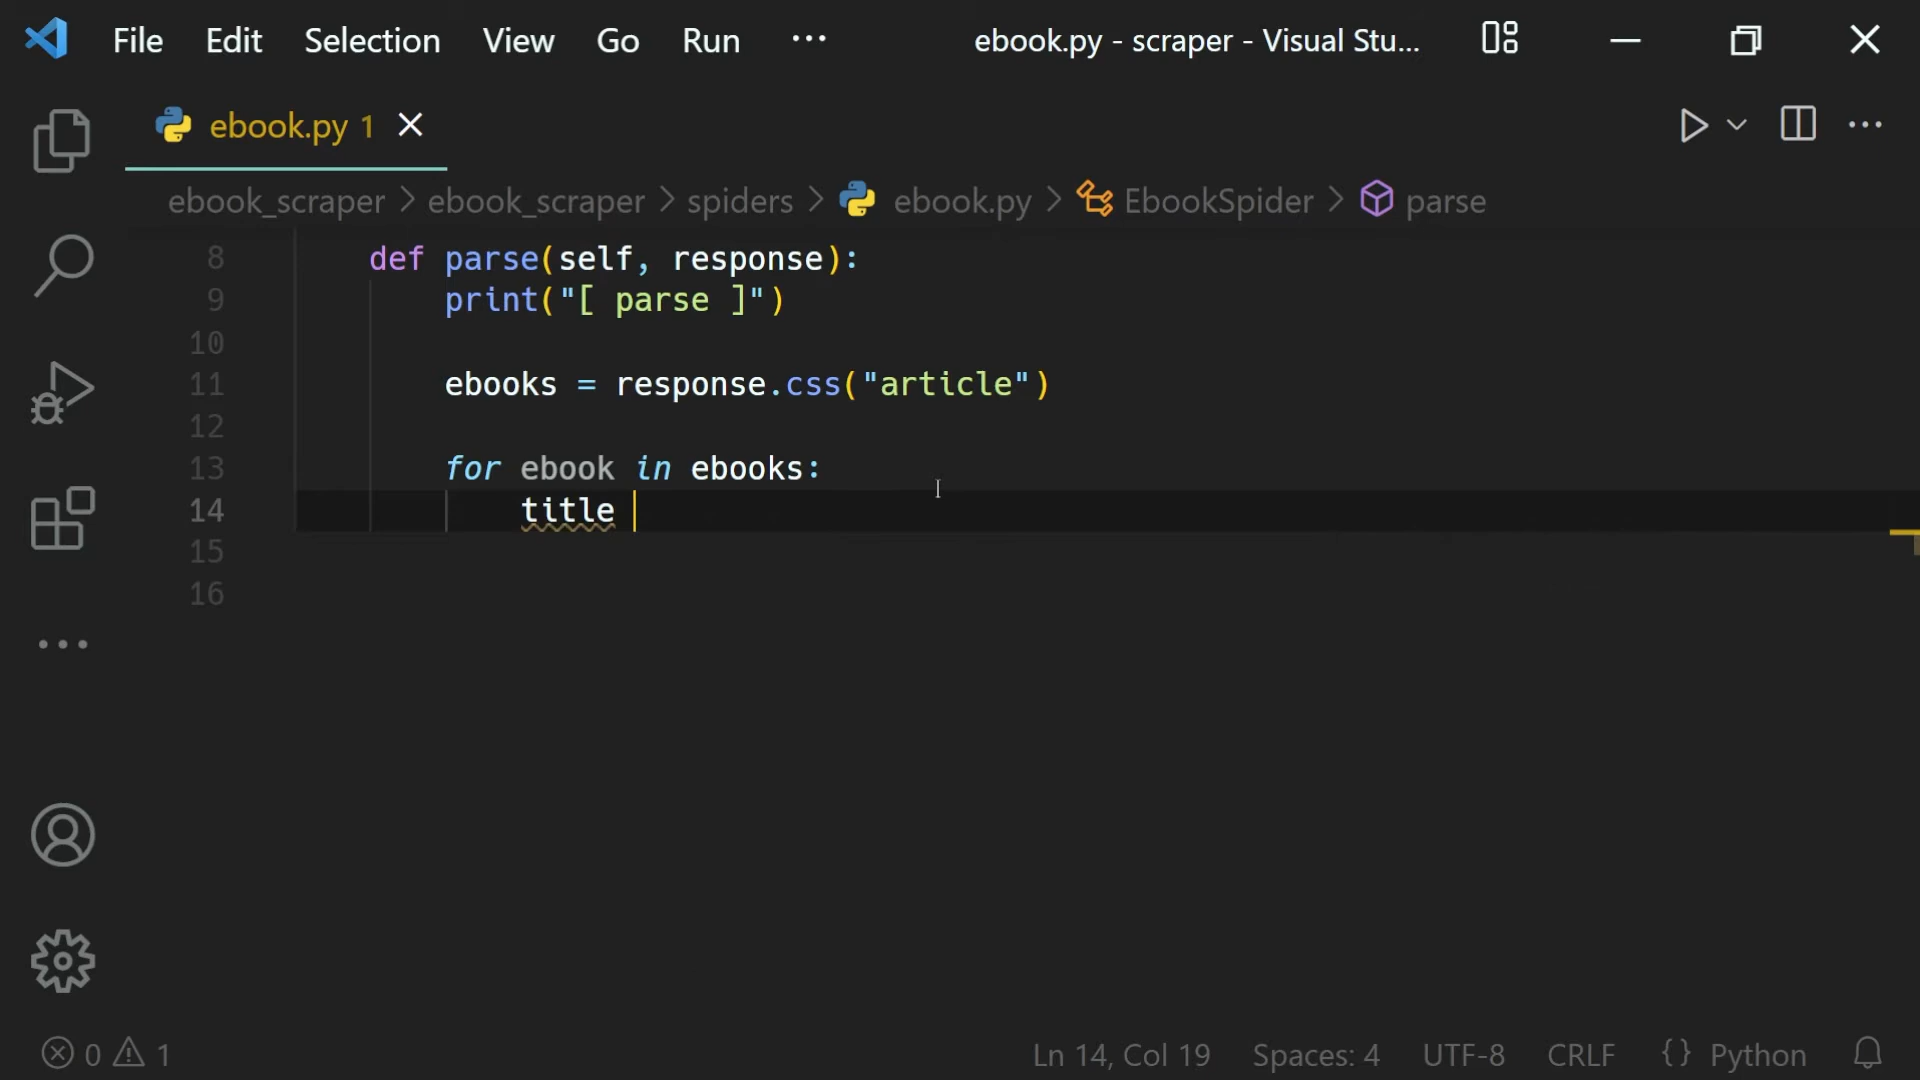 File Edit Selection View Go Run ··· ebook.py - scraper - Visual Stu...
ebook.py 1
ebook_scraper > ebook_scraper > spiders > ebook.py > EbookSpider > parse
8 def parse(self, response):
9 print("[ parse ]")
10
11 ebooks = response.css("article")
12
13 for ebook in ebooks:
14 title
15
16
0 1 Ln 14, Col 19 Spaces: 4 UTF-8 CRLF {} Python